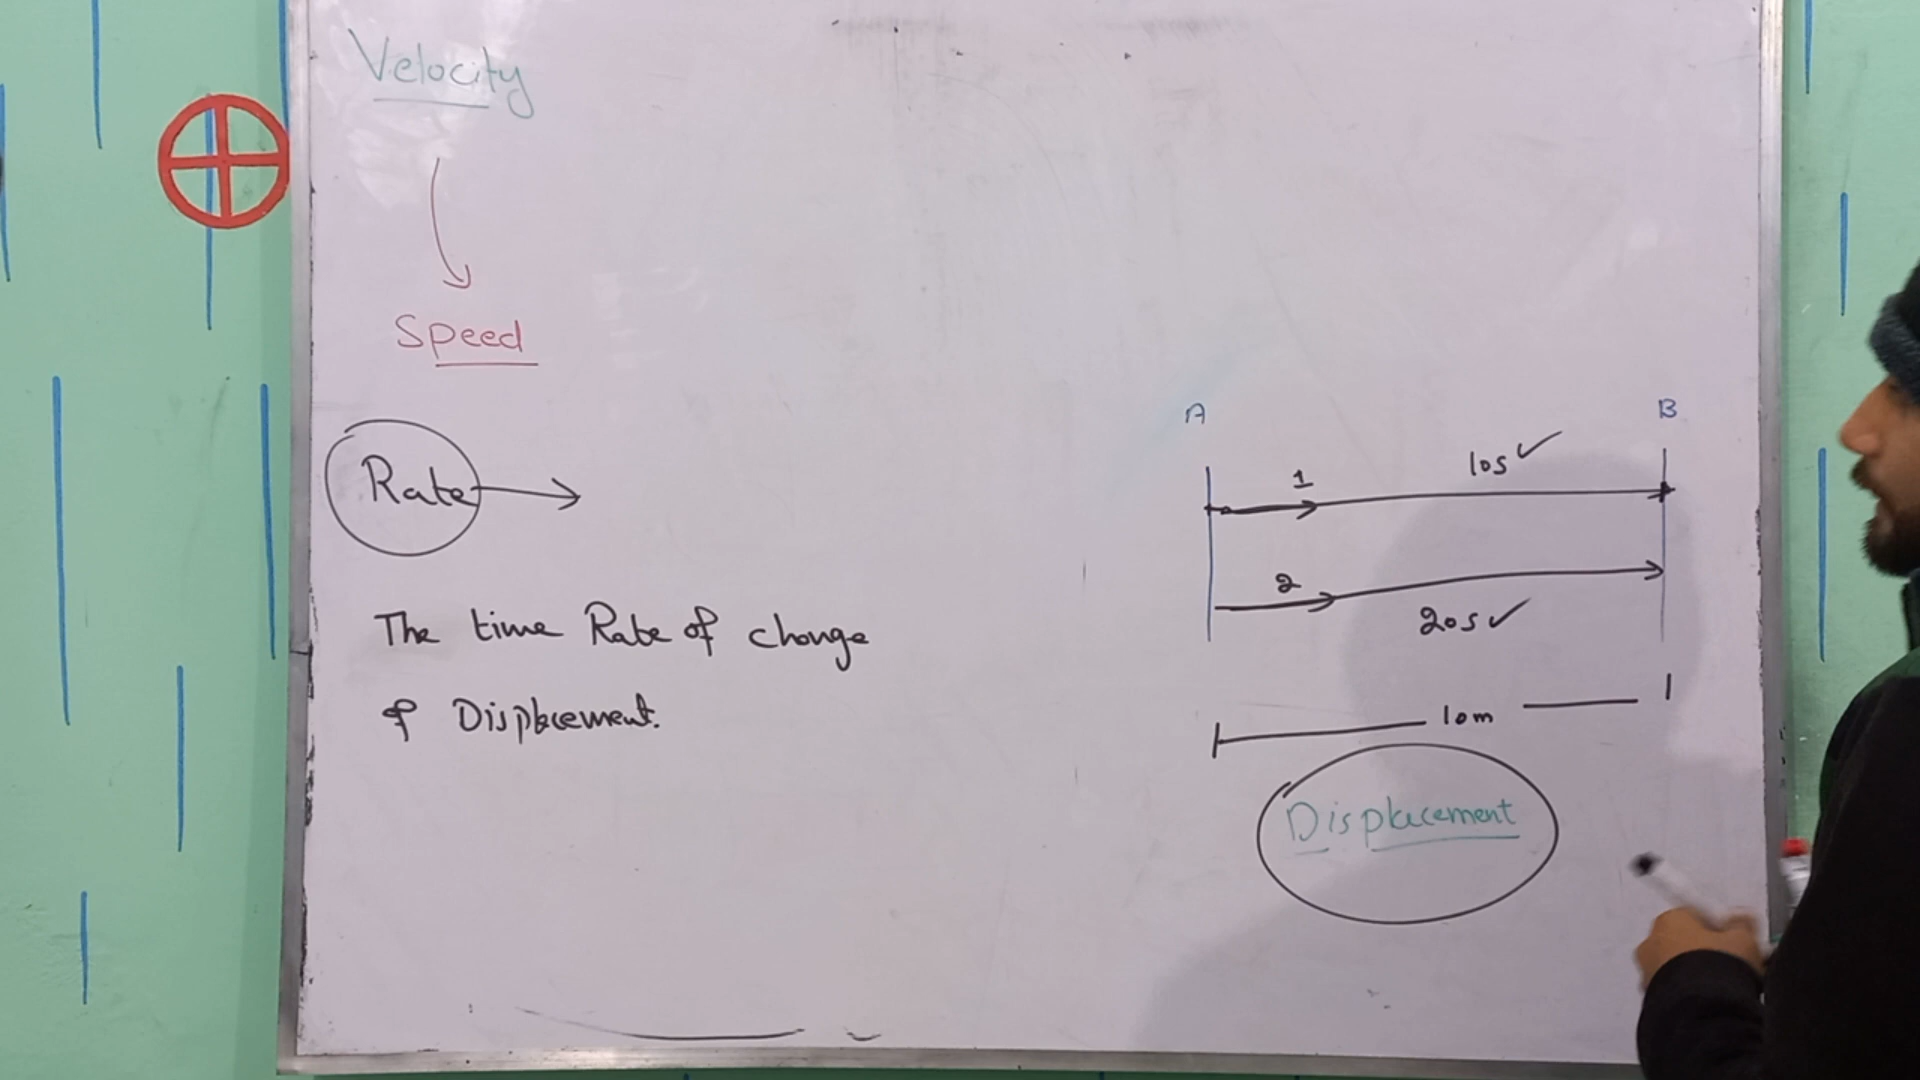 Velocity
Speed
Rate
The time Rate of change
of Displacement.
A
B
1
10s
2
20s
10m
Displacement